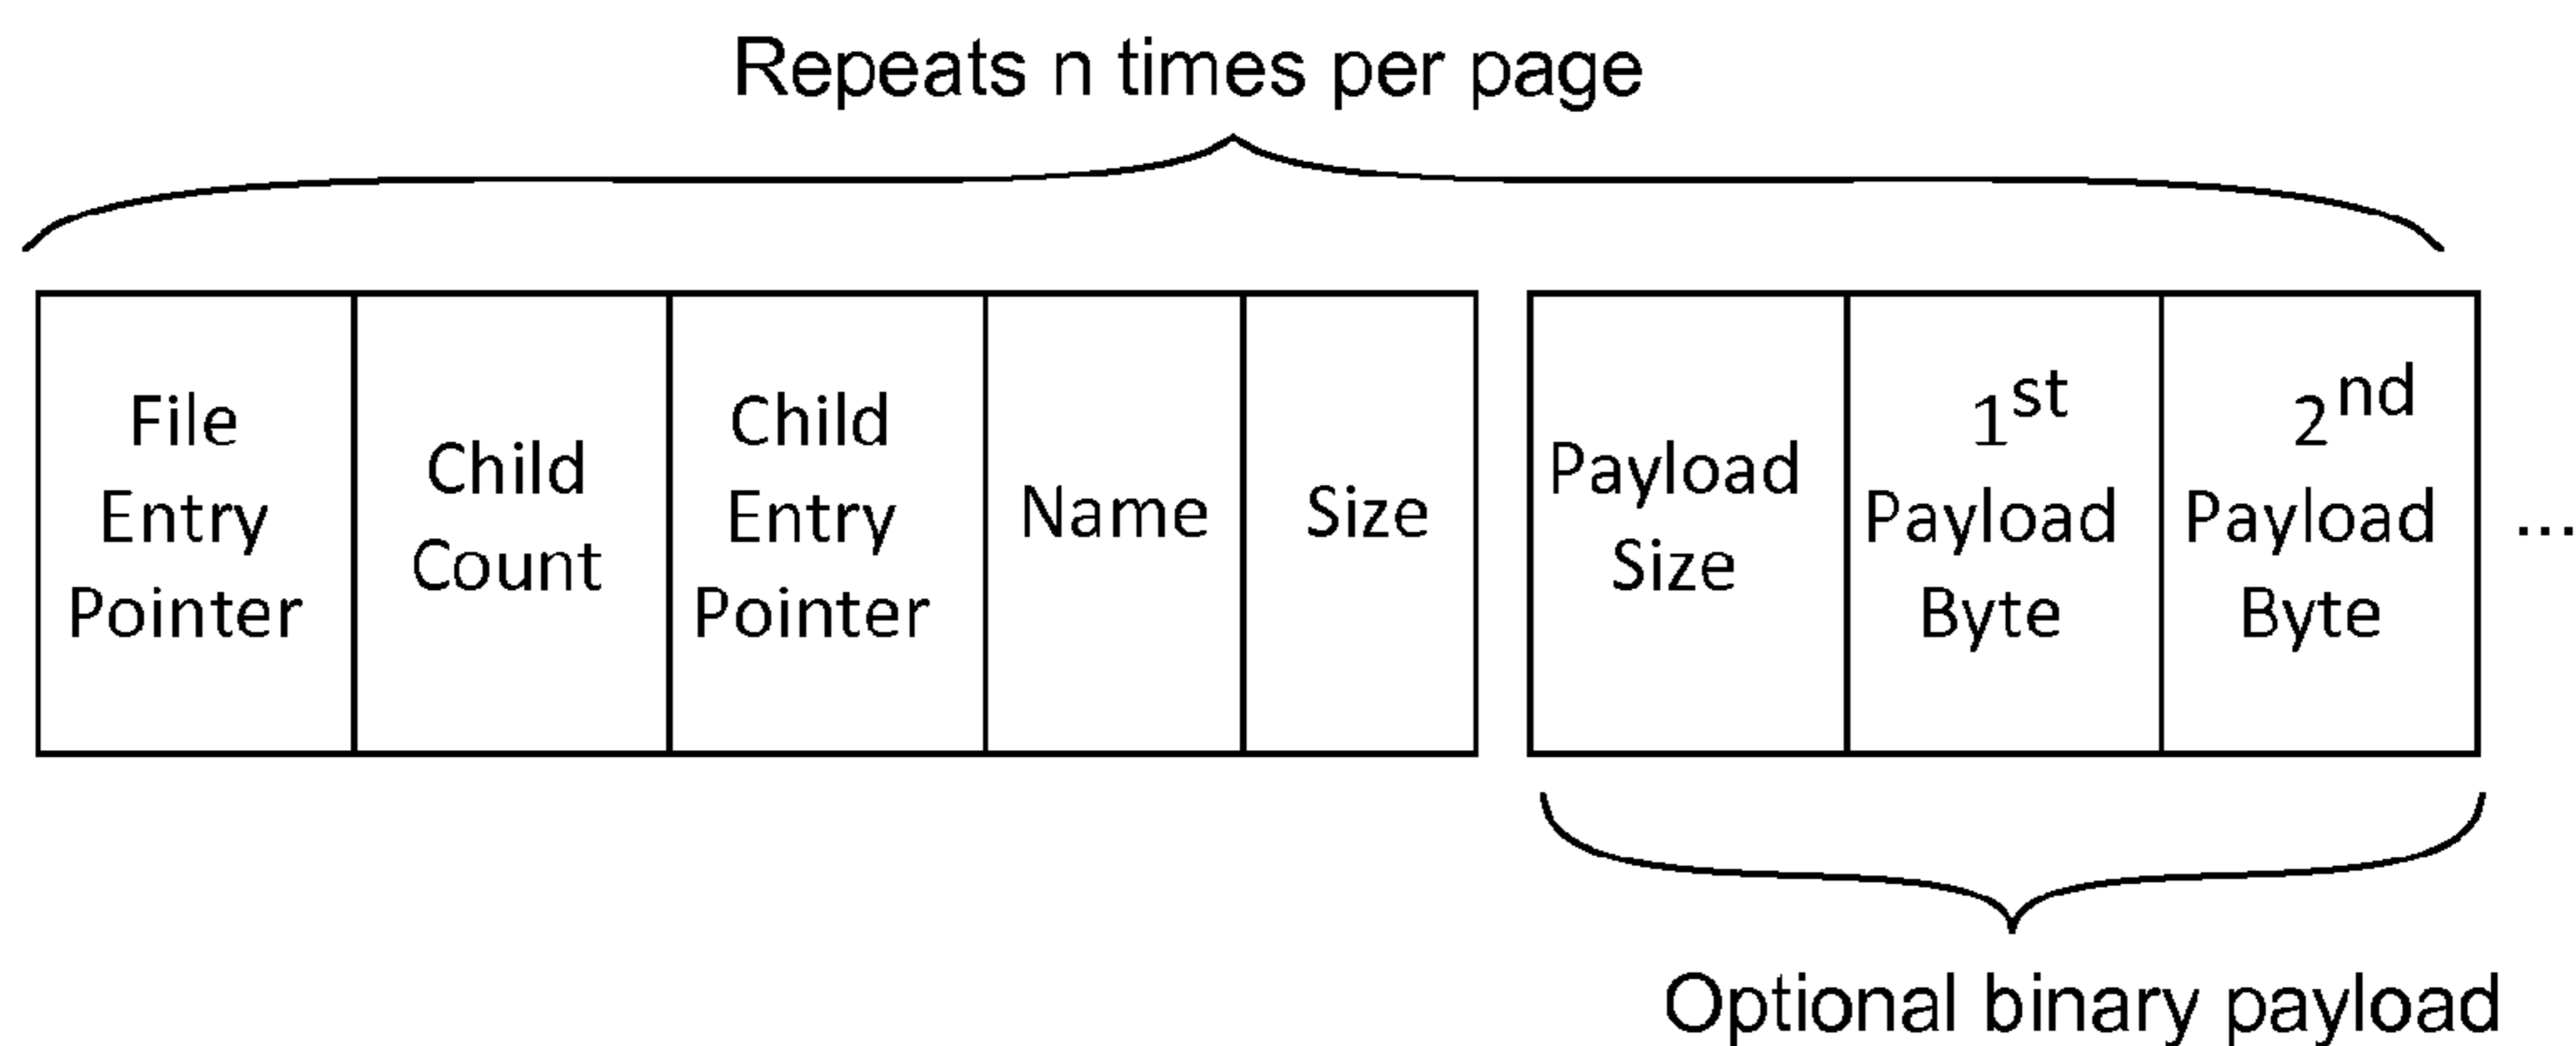 Repeats n times per page
File
Entry
Pointer
Child
Count
Child
Entry
Pointer
Name
Size
Payload
Size
1st
Payload
Byte
2nd
Payload
Byte
...
Optional binary payload